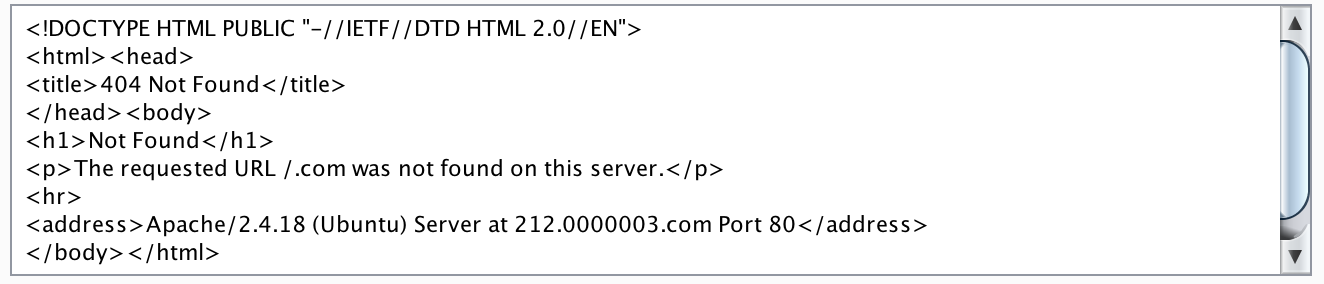 <!DOCTYPE HTML PUBLIC "-//IETF//DTD HTML 2.0//EN">
<html><head>
<title>404 Not Found</title>
</head><body>
<h1>Not Found</h1>
<p>The requested URL /.com was not found on this server.</p>
<hr>
<address>Apache/2.4.18 (Ubuntu) Server at 212.0000003.com Port 80</address>
</body></html>